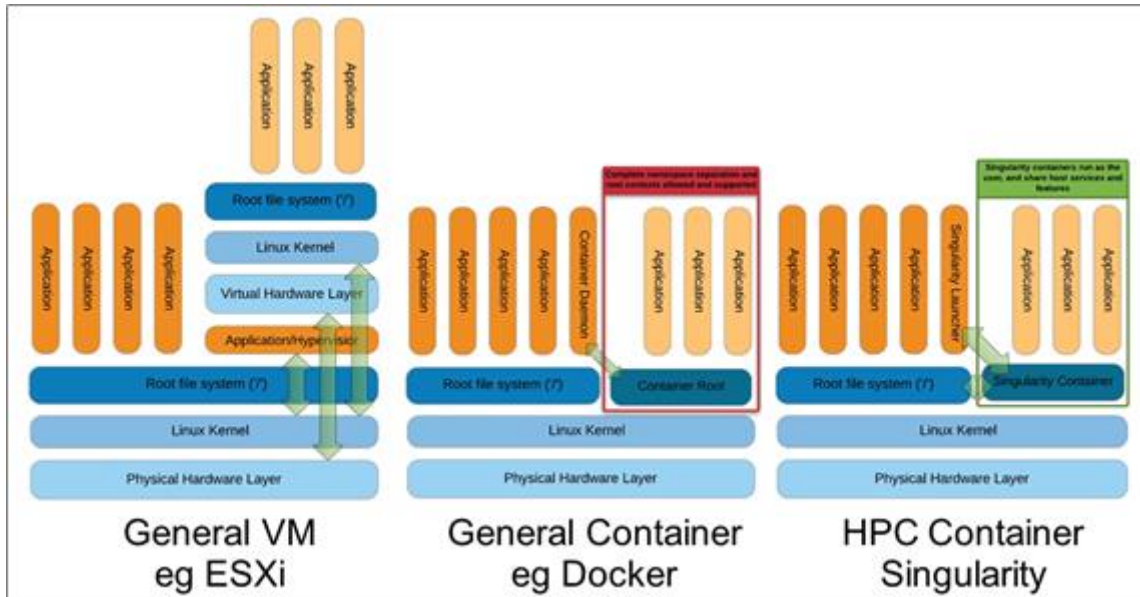 Application
Application
Application
Root file system ('/')
Linux Kernel
Virtual Hardware Layer
Application/Hypervisior
Application
Application
Application
Application
Root file system ('/')
Linux Kernel
Physical Hardware Layer
General VM
eg ESXi
Complete namespace separation and
root contexts allowed and supported
Application
Application
Application
Application
Container Daemon
Application
Application
Application
Root file system ('/')
Container Root
Linux Kernel
Physical Hardware Layer
General Container
eg Docker
Singularity containers run as the
user, and share host services and
features
Application
Application
Application
Application
Singularity Launcher
Application
Application
Application
Root file system ('/')
Singularity Container
Linux Kernel
Physical Hardware Layer
HPC Container
Singularity